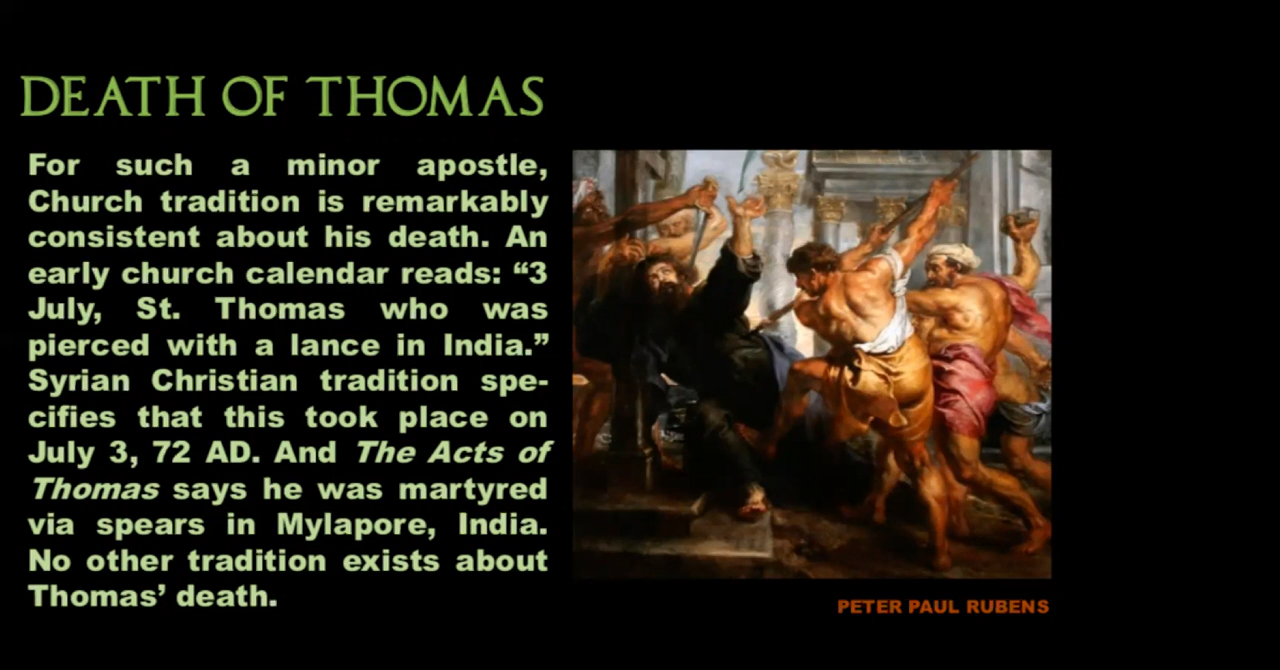 DEATH OF THOMAS
For such a minor apostle,
Church tradition is remarkably
consistent about his death. An
early church calendar reads: “3
July, St. Thomas who was
pierced with a lance in India.”
Syrian Christian tradition spe-
cifies that this took place on
July 3, 72 AD. And The Acts of
Thomas says he was martyred
via spears in Mylapore, India.
No other tradition exists about
Thomas’ death.
PETER PAUL RUBENS